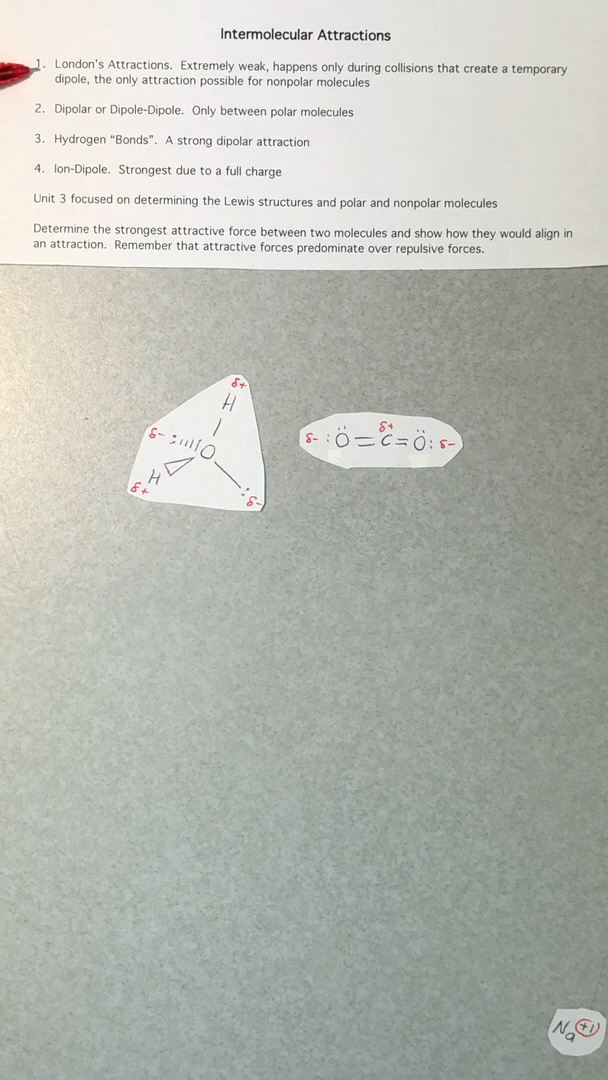 Intermolecular Attractions
1. London's Attractions. Extremely weak, happens only during collisions that create a temporary
dipole, the only attraction possible for nonpolar molecules
2. Dipolar or Dipole-Dipole. Only between polar molecules
3. Hydrogen "Bonds". A strong dipolar attraction
4. Ion-Dipole. Strongest due to a full charge
Unit 3 focused on determining the Lewis structures and polar and nonpolar molecules
Determine the strongest attractive force between two molecules and show how they would align in
an attraction. Remember that attractive forces predominate over repulsive forces.
δ+
H
δ- : O
H
δ+
: δ-
δ+
δ- :Ö = C = Ö: δ-
Na +1